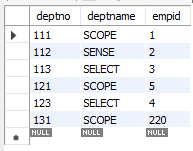 deptno deptname empid
111 SCOPE 1
112 SENSE 2
113 SELECT 3
121 SCOPE 5
123 SELECT 4
131 SCOPE 220
NULL NULL NULL